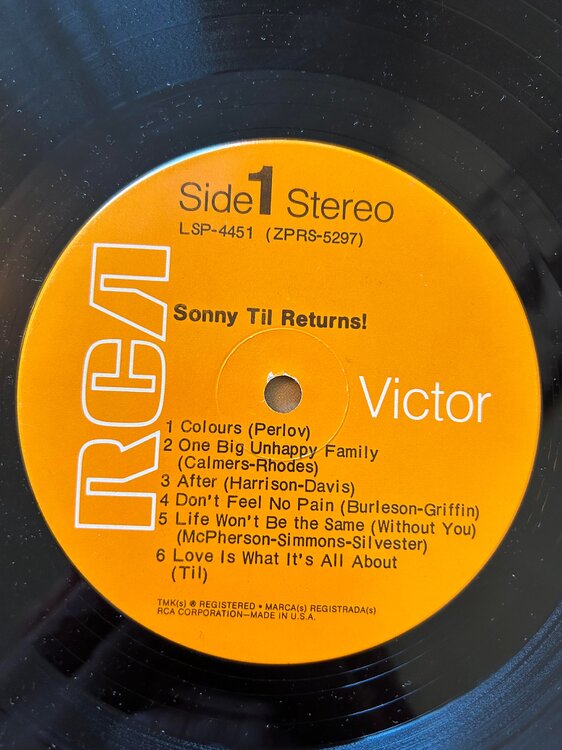 Side 1 Stereo
LSP-4451 (ZPRS-5297)
Sonny Til Returns!
RCA
Victor
1 Colours (Perlov)
2 One Big Unhappy Family
(Calmers-Rhodes)
3 After (Harrison-Davis)
4 Don't Feel No Pain (Burleson-Griffin)
5 Life Won't Be the Same (Without You)
(McPherson-Simmons-Silvester)
6 Love Is What It's All About
(Til)
TMK(s) ® REGISTERED • MARCA(s) REGISTRADA(s)
RCA CORPORATION—MADE IN U.S.A.